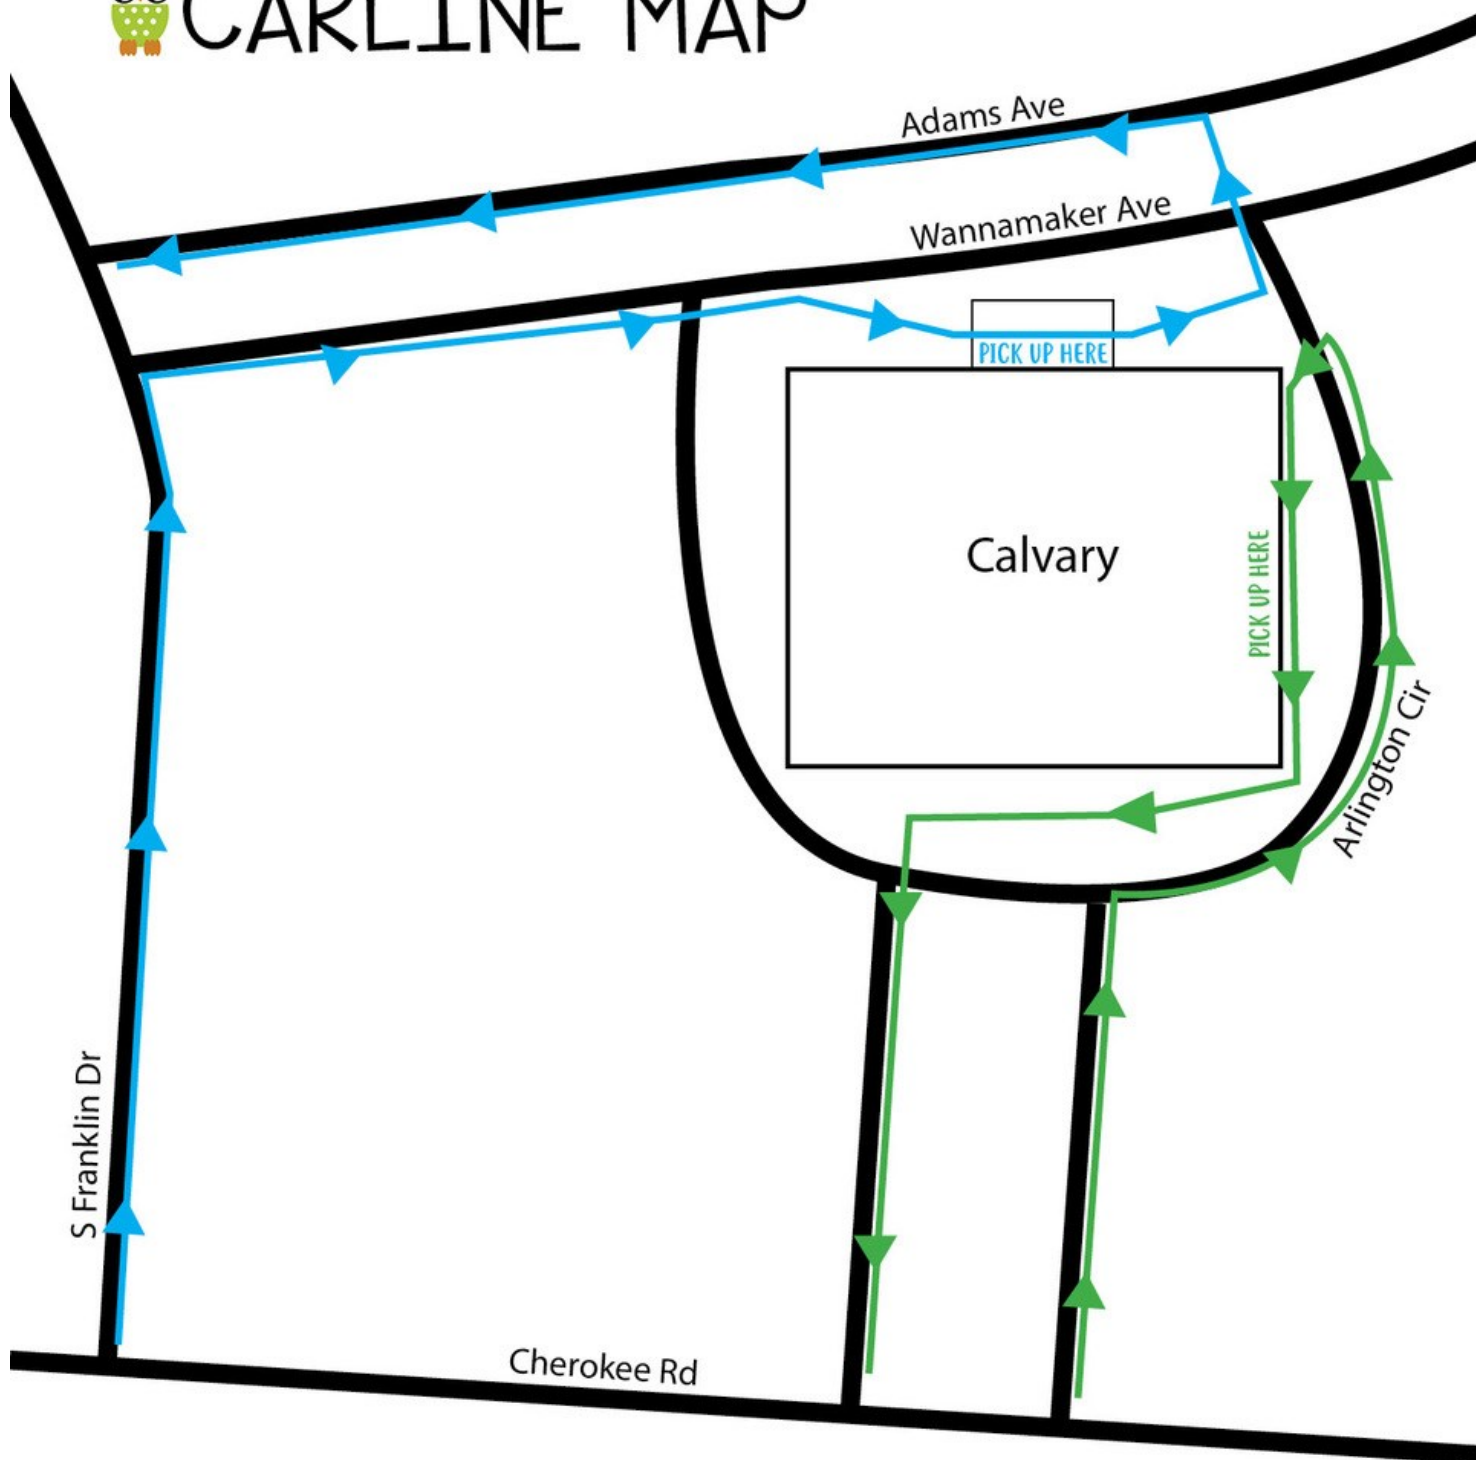 CARLINE MAP
Adams Ave
Wannamaker Ave
PICK UP HERE
Calvary
PICK UP HERE
Arlington Cir
S Franklin Dr
Cherokee Rd